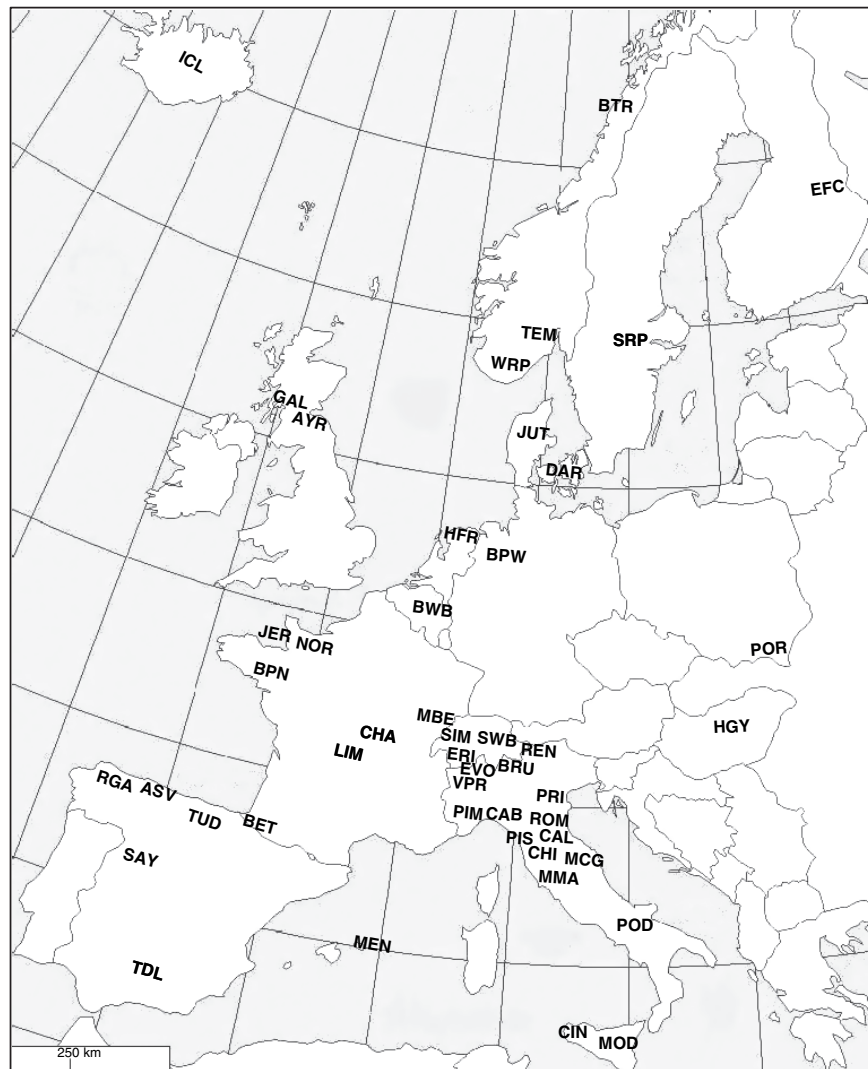 ICL
BTR
EFC
TEM
SRP
WRP
GAL
AYR
JUT
DAR
HFR
BPW
BWB
JER NOR
POR
BPN
MBE
HGY
CHA
SIM SWB
LIM
REN
ERI
BRU
EVO
VPR
RGA ASV
PRI
TUD
BET
PIM CAB ROM
PIS CAL
SAY
CHI MCG
MMA
POD
MEN
TDL
CIN MOD
250 km